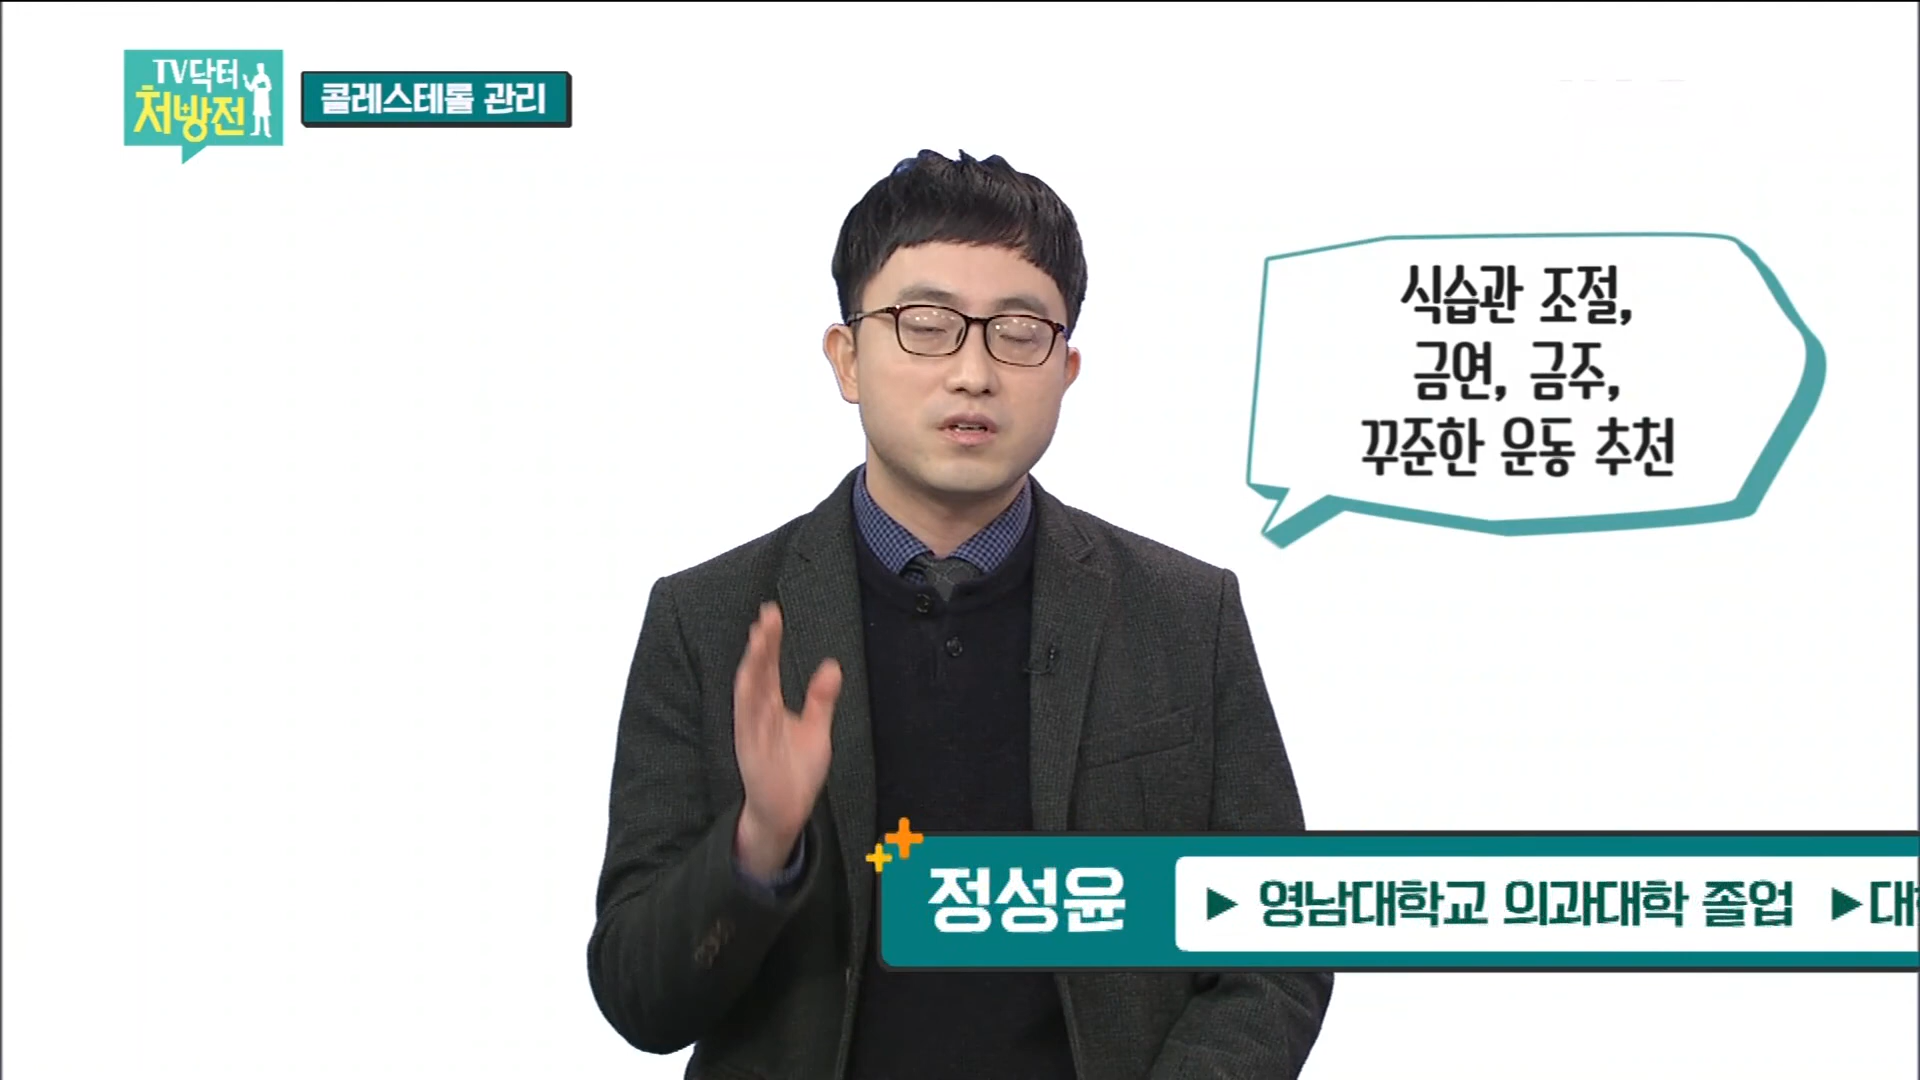 TV닥터
처방전
콜레스테롤 관리
식습관 조절,
금연, 금주,
꾸준한 운동 추천
정성윤
▶ 영남대학교 의과대학 졸업 ▶대